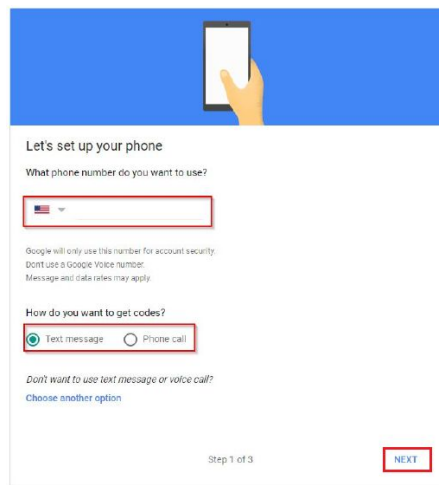 Let's set up your phone
What phone number do you want to use?
Google will only use this number for account security.
Don't use a Google Voice number.
Message and data rates may apply.
How do you want to get codes?
Text message Phone call
Don't want to use text message or voice call?
Choose another option
Step 1 of 3 NEXT